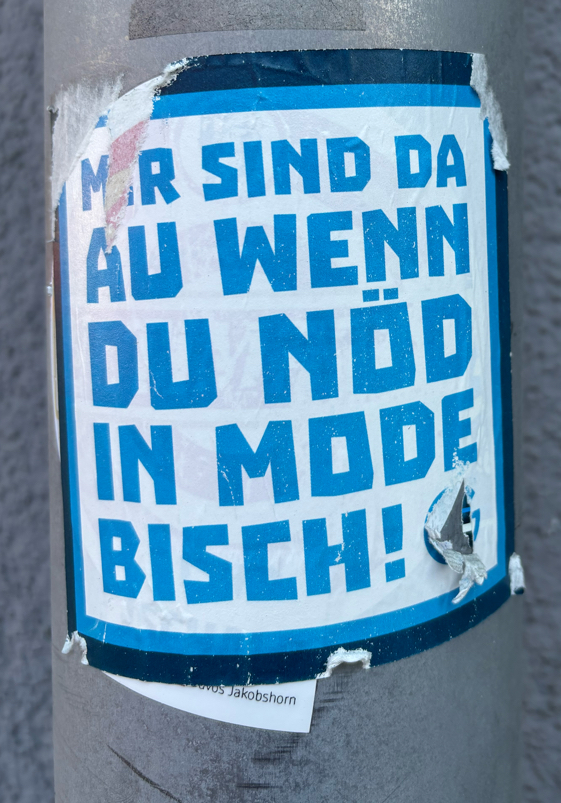 MIR SIND DA
AU WENN
DU NÖD
IN MODE
BISCH!
Davos Jakobshorn